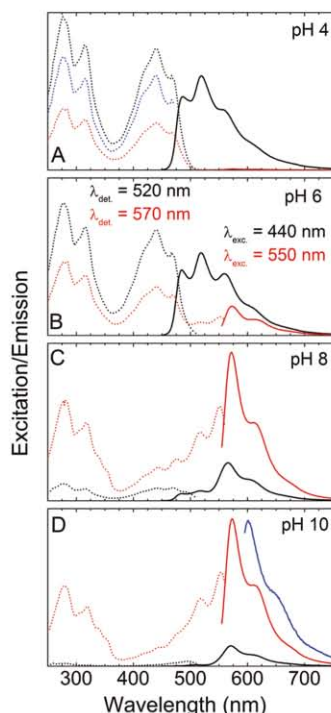 pH 4
A
pH 6
λdet. = 520 nm
λdet. = 570 nm
λexc. = 440 nm
λexc. = 550 nm
B
C
pH 8
D
pH 10
Excitation/Emission
300 400 500 600 700
Wavelength (nm)